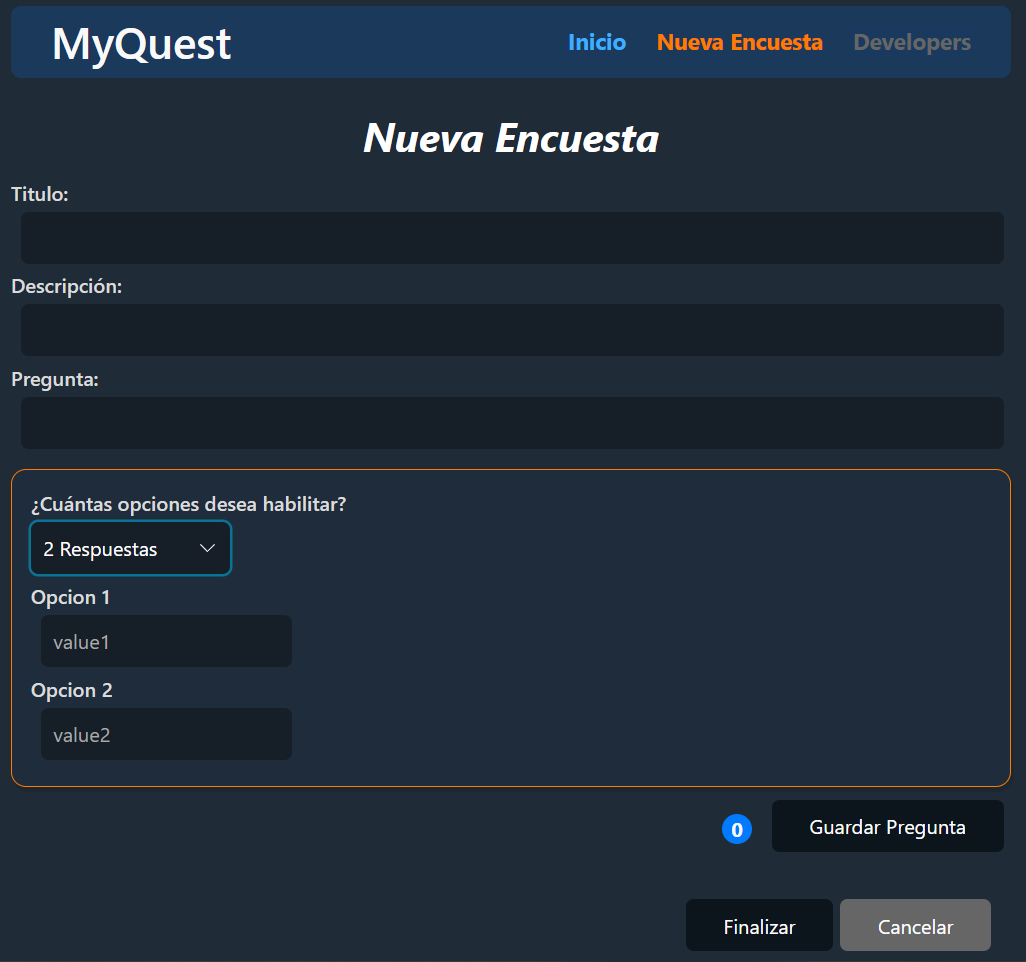 MyQuest
Inicio Nueva Encuesta Developers
Nueva Encuesta
Titulo:
Descripción:
Pregunta:
¿Cuántas opciones desea habilitar?
2 Respuestas
Opcion 1
value1
Opcion 2
value2
0 Guardar Pregunta
Finalizar Cancelar